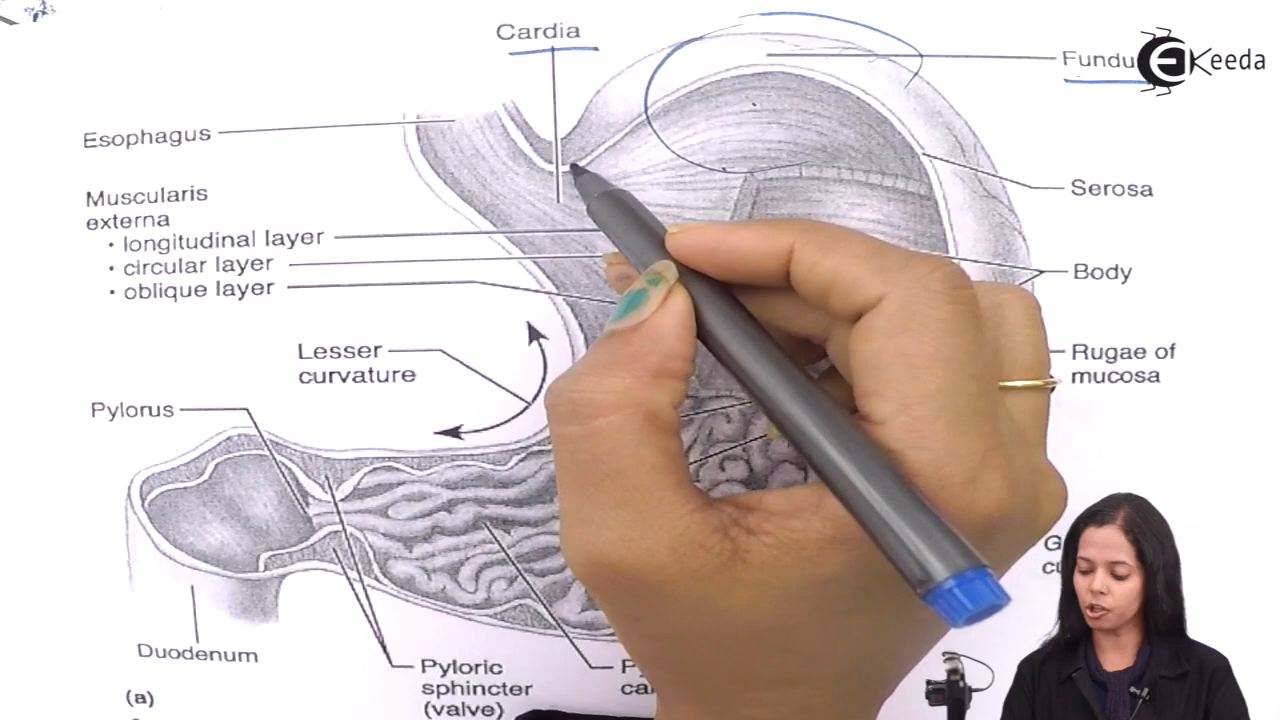 Cardia
Fundu
Keeda
Esophagus
Serosa
Muscularis
externa
• longitudinal layer
• circular layer
• oblique layer
Body
Lesser
curvature
Rugae of
mucosa
Pylorus
Duodenum
Pyloric
sphincter
(valve)
(a)